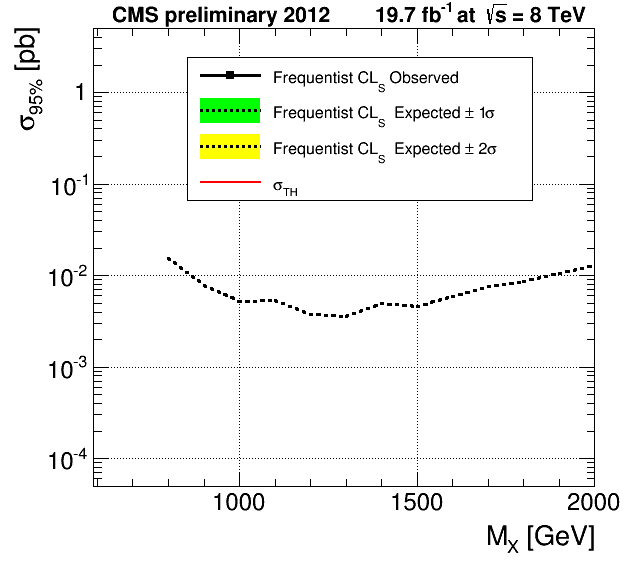 CMS preliminary 2012 19.7 fb⁻¹ at √s = 8 TeV
σ95% [pb]
Frequentist CLS Observed
Frequentist CLS Expected ± 1σ
Frequentist CLS Expected ± 2σ
σTH
1
10⁻¹
10⁻²
10⁻³
10⁻⁴
1000 1500 2000
MX [GeV]